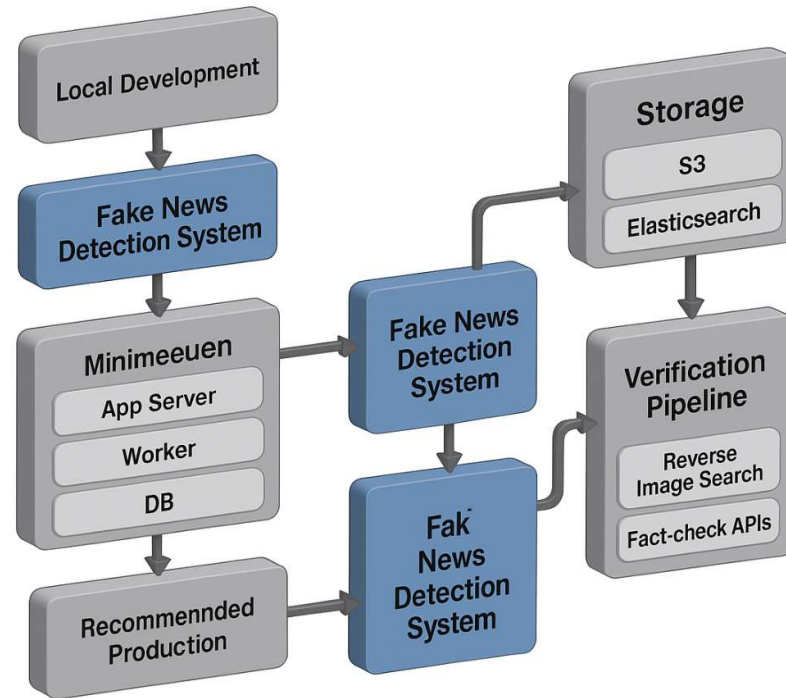 Local Development
Fake News
Detection System
Minimeeuen
App Server
Worker
DB
Recommennded
Production
Fake News
Detection
System
Fak
News
Detection
System
Storage
S3
Elasticsearch
Verification
Pipeline
Reverse
Image Search
Fact-check APIs